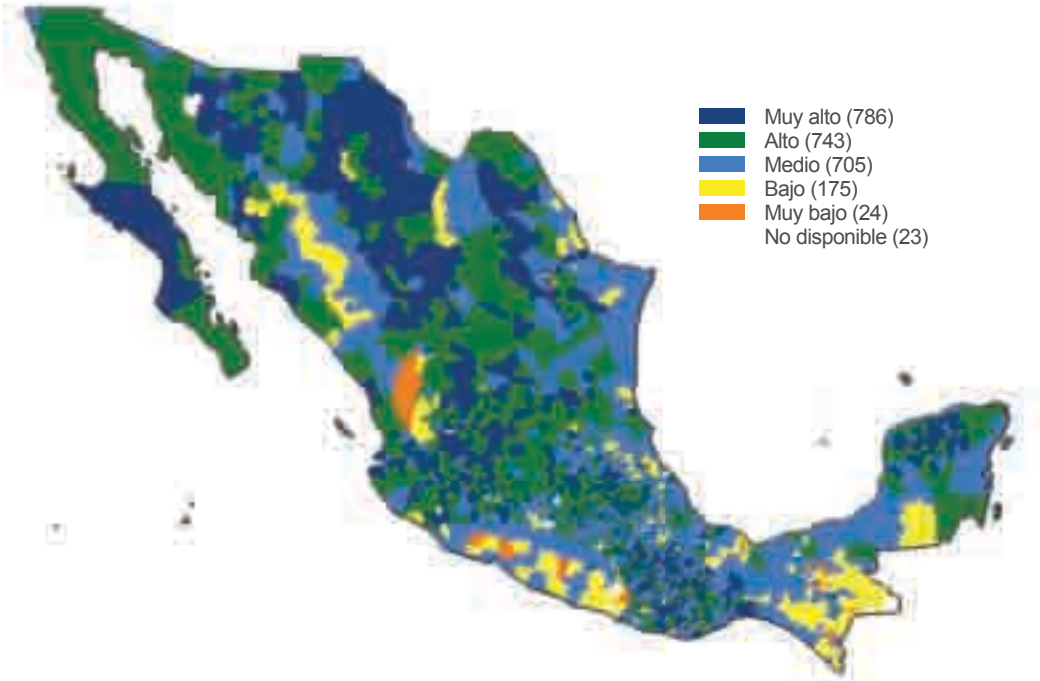 Muy alto (786)
Alto (743)
Medio (705)
Bajo (175)
Muy bajo (24)
No disponible (23)